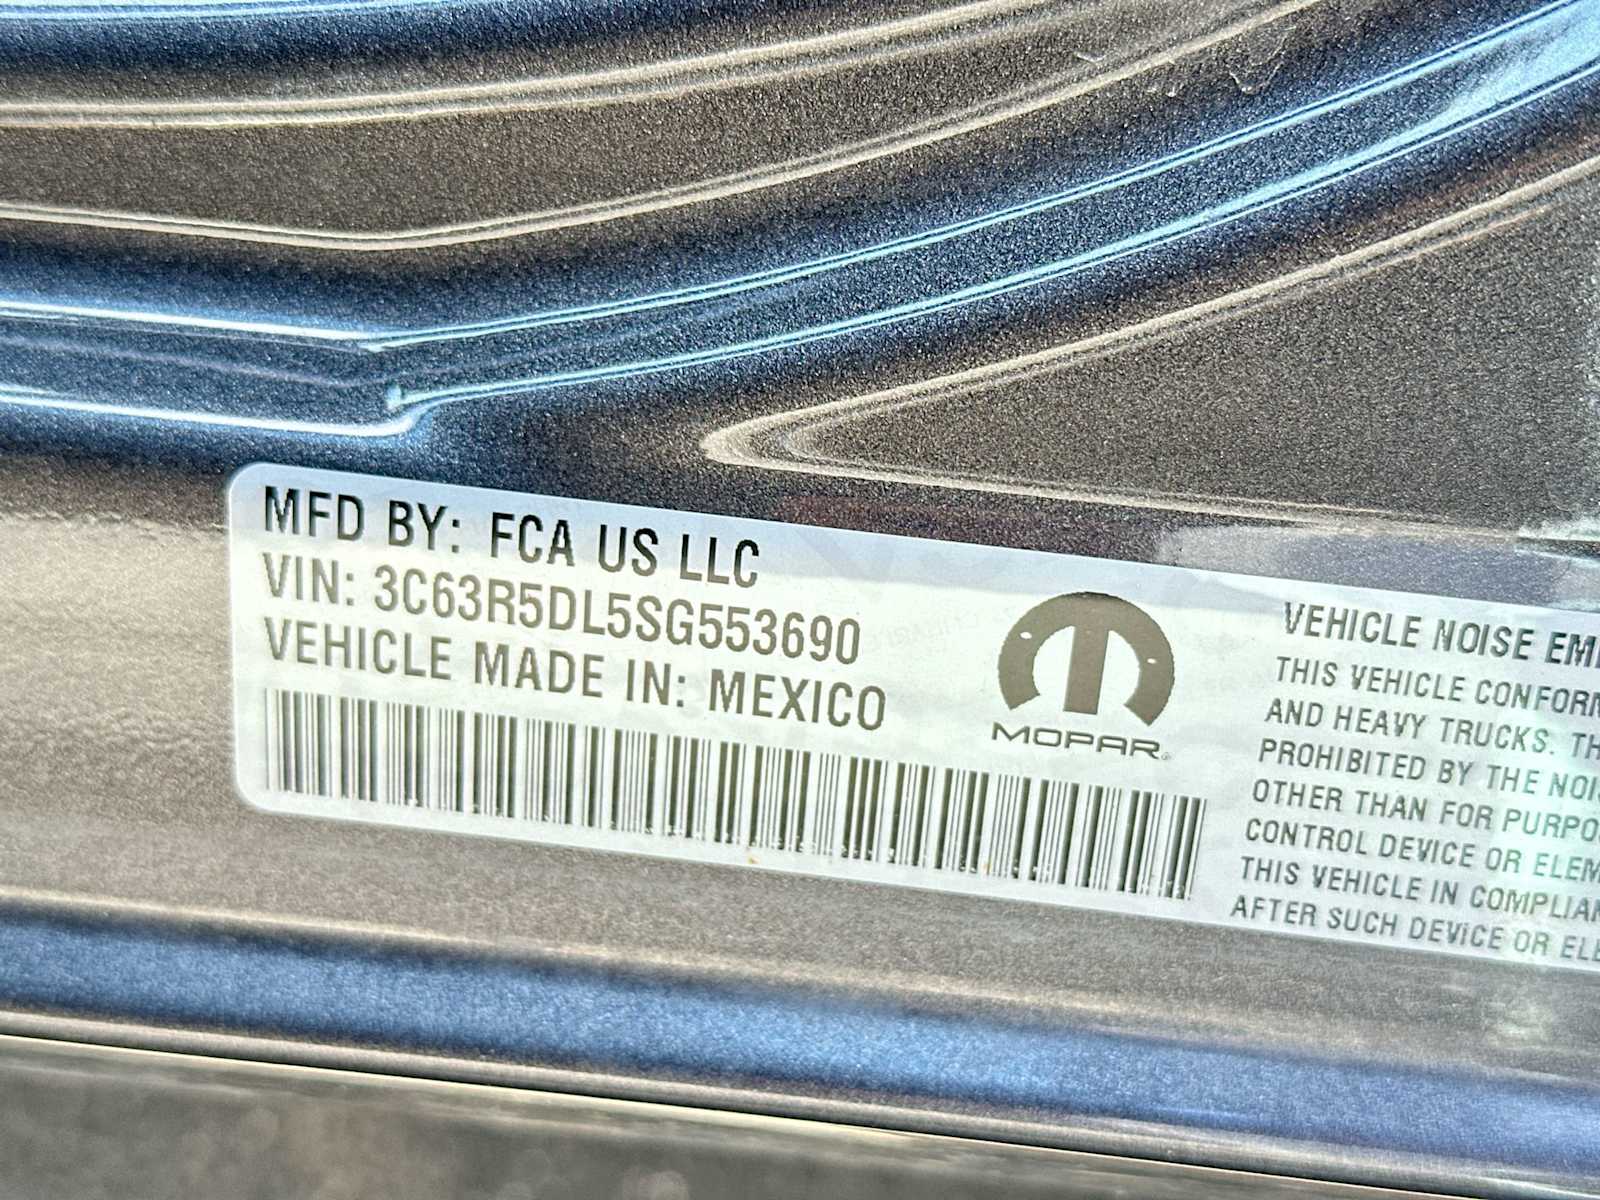 MFD BY: FCA US LLC
VIN: 3C63R5DL5SG553690
VEHICLE MADE IN: MEXICO
MOPAR
VEHICLE NOISE
THIS VEHICLE
AND HEAVY TRUCKS.
PROHIBITED BY THE
OTHER THAN FOR
CONTROL DEVICE OR
THIS VEHICLE IN
AFTER SUCH DEVICE OR